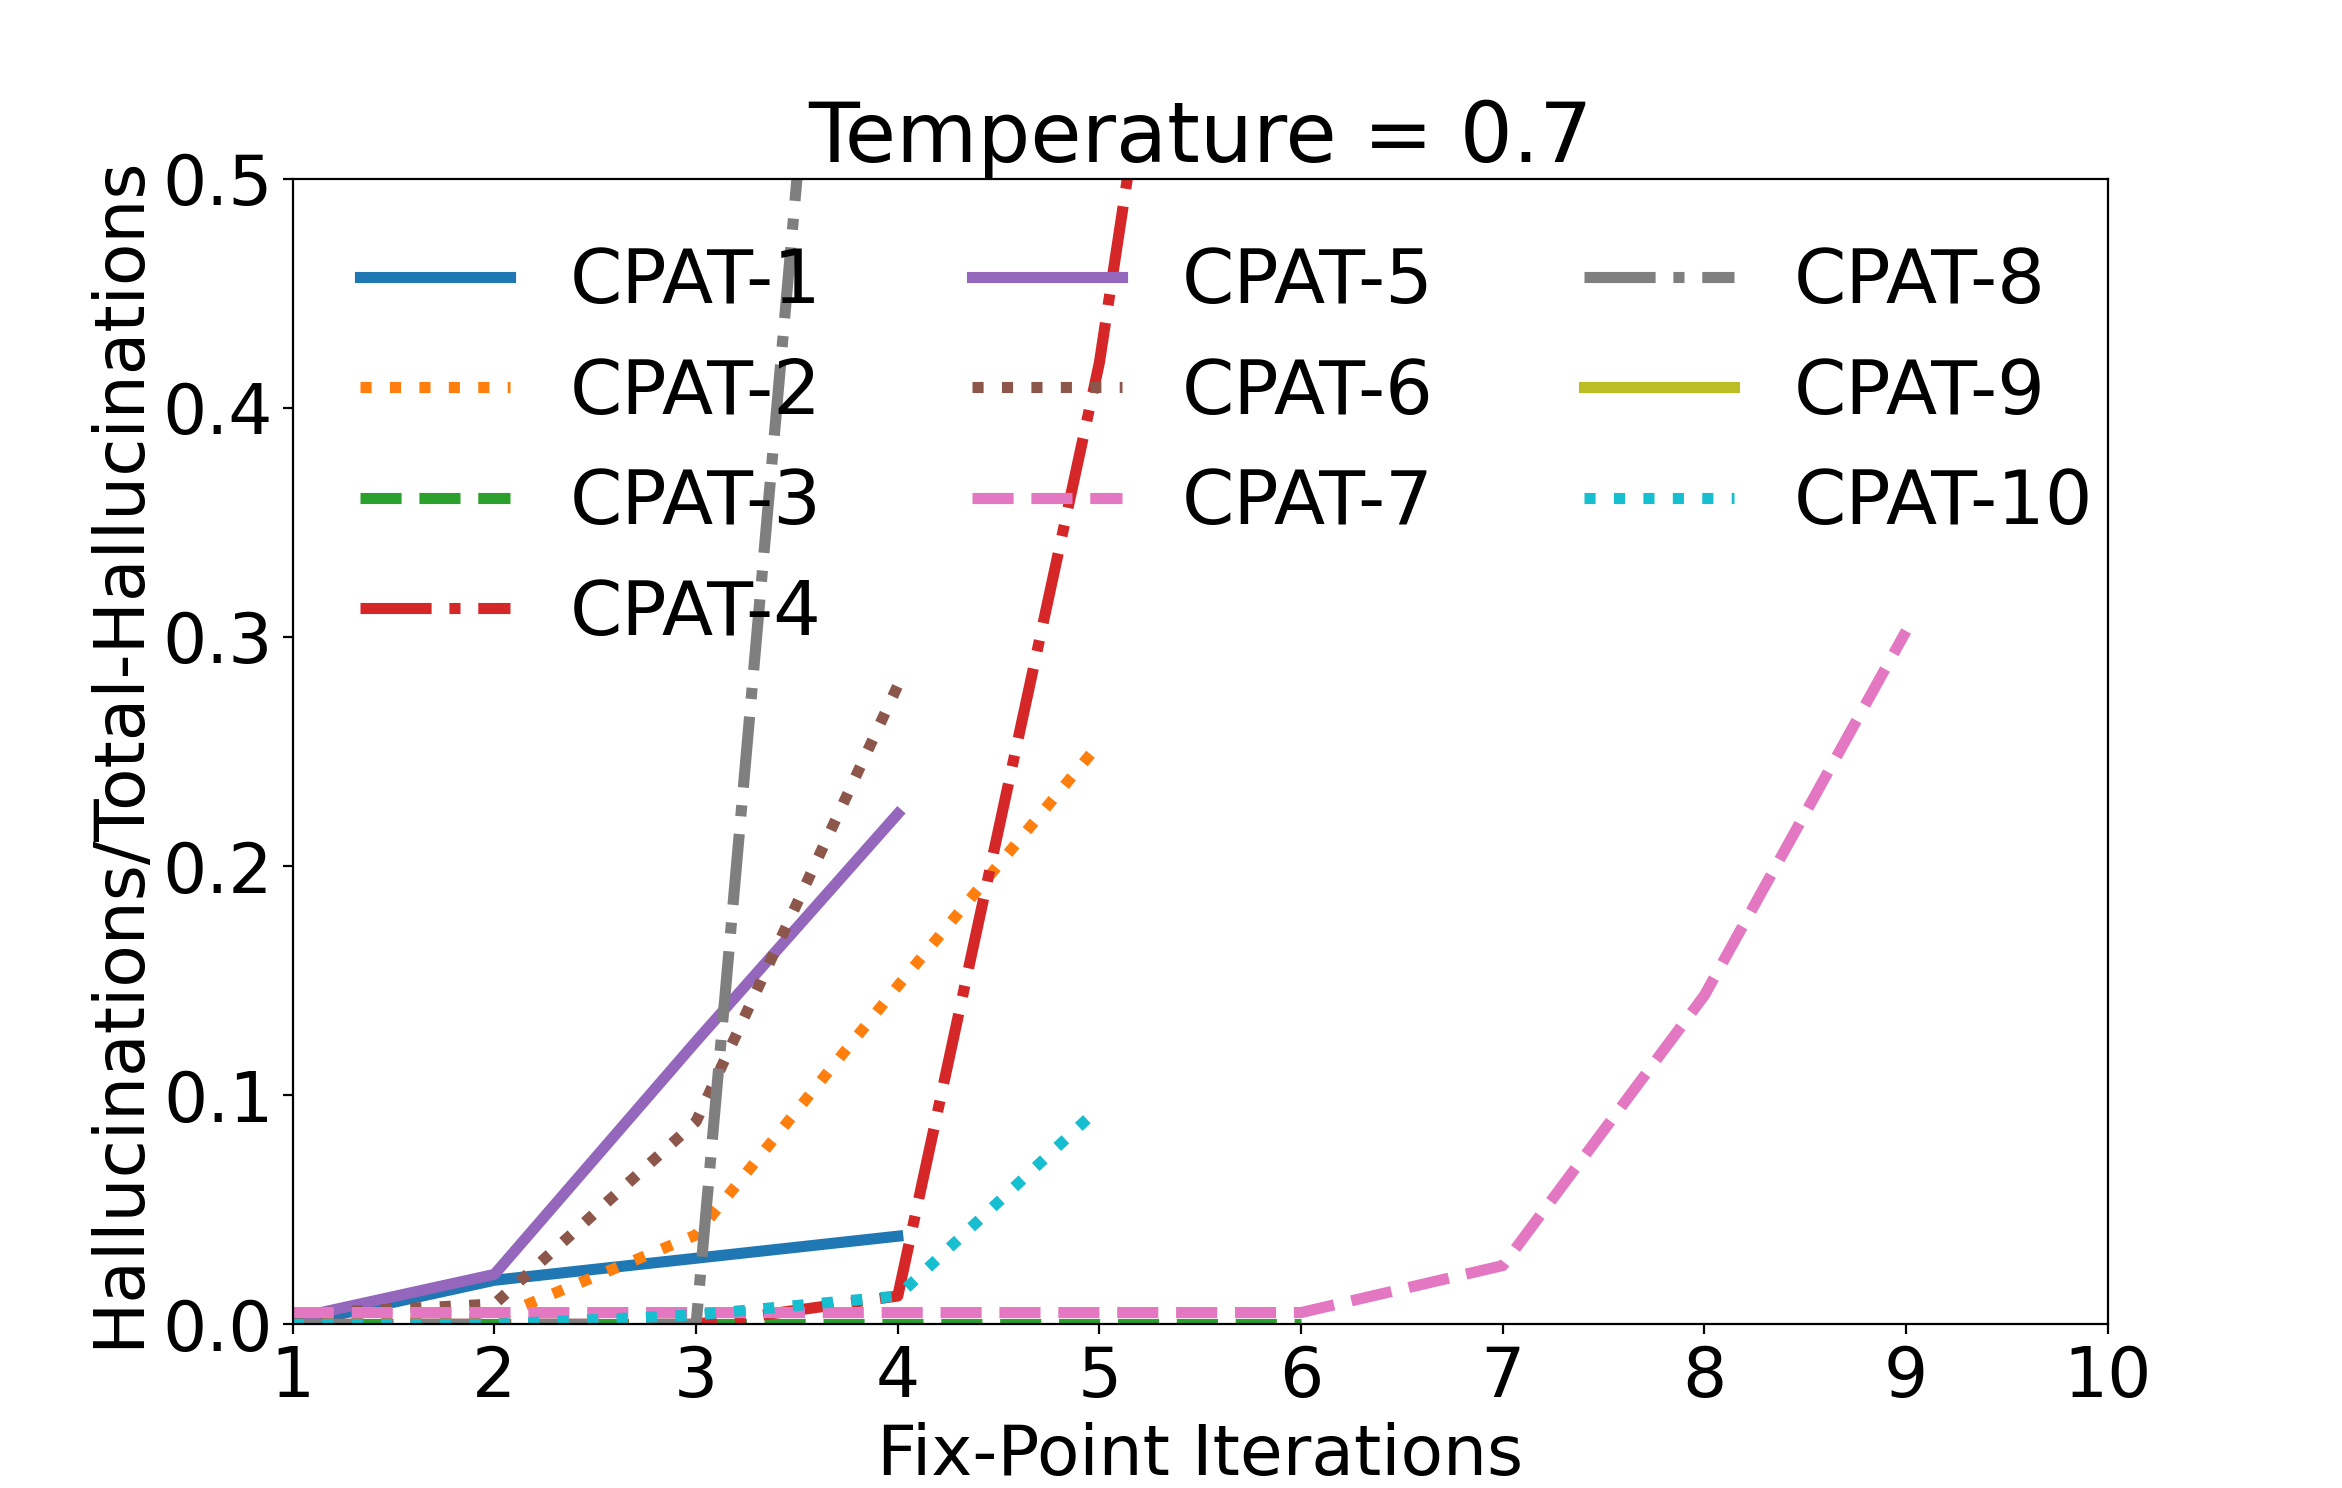 Temperature = 0.7
Hallucinations/Total-Hallucinations
0.5
0.4
0.3
0.2
0.1
0.0
CPAT-1
CPAT-2
CPAT-3
CPAT-4
CPAT-5
CPAT-6
CPAT-7
CPAT-8
CPAT-9
CPAT-10
1 2 3 4 5 6 7 8 9 10
Fix-Point Iterations